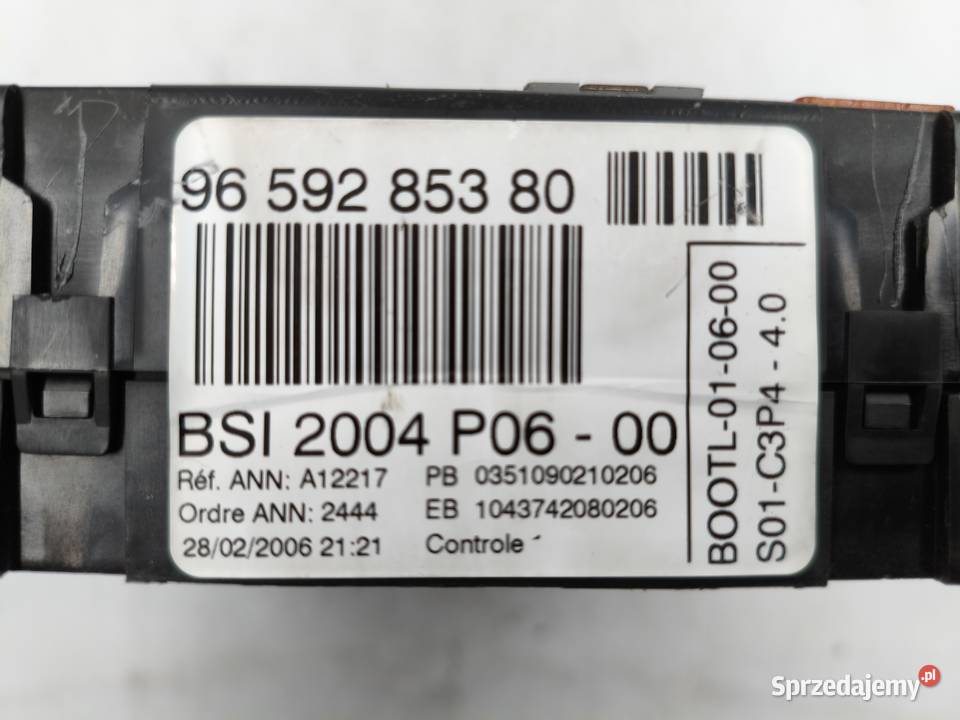 96 592 853 80
BSI 2004 P06 - 00
Réf. ANN: A12217 PB 0351090210206
Ordre ANN: 2444 EB 1043742080206
28/02/2006 21:21 Controle
BOOTL-01-06-00
S01-C3P4 - 4.0
Sprzedajemy.pl